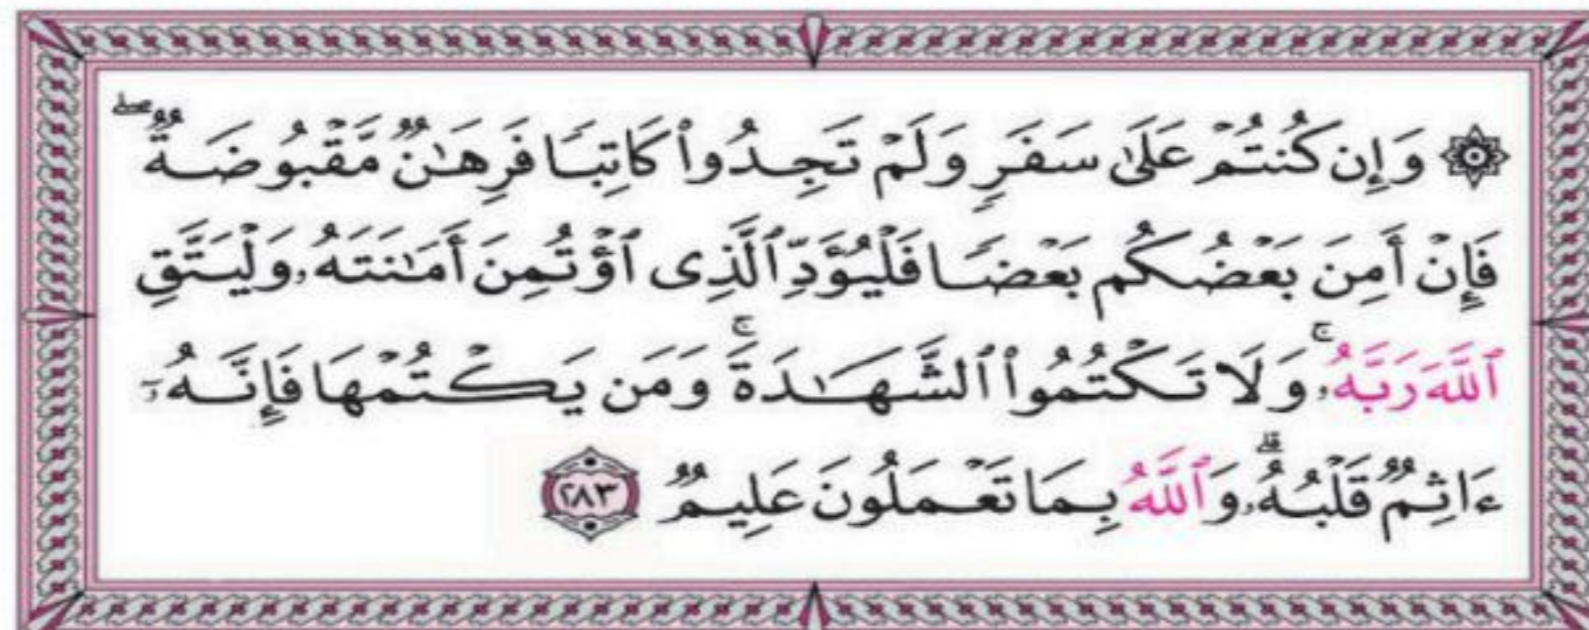 ۞ وَإِن كُنتُمْ عَلَىٰ سَفَرٍ وَلَمْ تَجِدُوا۟ كَاتِبًا فَرِهَـٰنٌ مَّقْبُوضَةٌ ۖ
فَإِنْ أَمِنَ بَعْضُكُم بَعْضًا فَلْيُؤَدِّ ٱلَّذِى ٱؤْتُمِنَ أَمَـٰنَتَهُۥ وَلْيَتَّقِ
ٱللَّهَ رَبَّهُۥ ۚ وَلَا تَكْتُمُوا۟ ٱلشَّهَـٰدَةَ ۚ وَمَن يَكْتُمْهَا فَإِنَّهُۥٓ
ءَاثِمٌ قَلْبُهُۥ ۗ وَٱللَّهُ بِمَا تَعْمَلُونَ عَلِيمٌ ٢٨٣